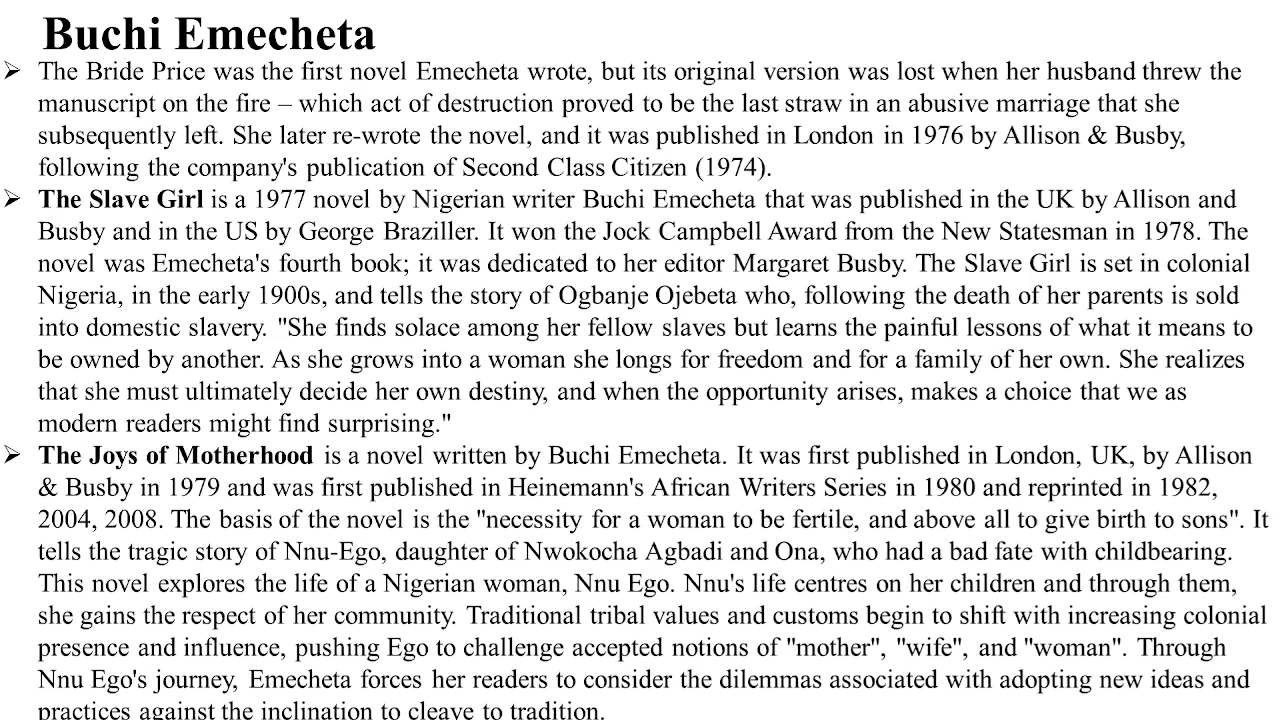 Buchi Emecheta
➢ The Bride Price was the first novel Emecheta wrote, but its original version was lost when her husband threw the
manuscript on the fire – which act of destruction proved to be the last straw in an abusive marriage that she
subsequently left. She later re-wrote the novel, and it was published in London in 1976 by Allison & Busby,
following the company's publication of Second Class Citizen (1974).
➢ The Slave Girl is a 1977 novel by Nigerian writer Buchi Emecheta that was published in the UK by Allison and
Busby and in the US by George Braziller. It won the Jock Campbell Award from the New Statesman in 1978. The
novel was Emecheta's fourth book; it was dedicated to her editor Margaret Busby. The Slave Girl is set in colonial
Nigeria, in the early 1900s, and tells the story of Ogbanje Ojebeta who, following the death of her parents is sold
into domestic slavery. "She finds solace among her fellow slaves but learns the painful lessons of what it means to
be owned by another. As she grows into a woman she longs for freedom and for a family of her own. She realizes
that she must ultimately decide her own destiny, and when the opportunity arises, makes a choice that we as
modern readers might find surprising."
➢ The Joys of Motherhood is a novel written by Buchi Emecheta. It was first published in London, UK, by Allison
& Busby in 1979 and was first published in Heinemann's African Writers Series in 1980 and reprinted in 1982,
2004, 2008. The basis of the novel is the "necessity for a woman to be fertile, and above all to give birth to sons". It
tells the tragic story of Nnu-Ego, daughter of Nwokocha Agbadi and Ona, who had a bad fate with childbearing.
This novel explores the life of a Nigerian woman, Nnu Ego. Nnu's life centres on her children and through them,
she gains the respect of her community. Traditional tribal values and customs begin to shift with increasing colonial
presence and influence, pushing Ego to challenge accepted notions of "mother", "wife", and "woman". Through
Nnu Ego's journey, Emecheta forces her readers to consider the dilemmas associated with adopting new ideas and
practices against the inclination to cleave to tradition.